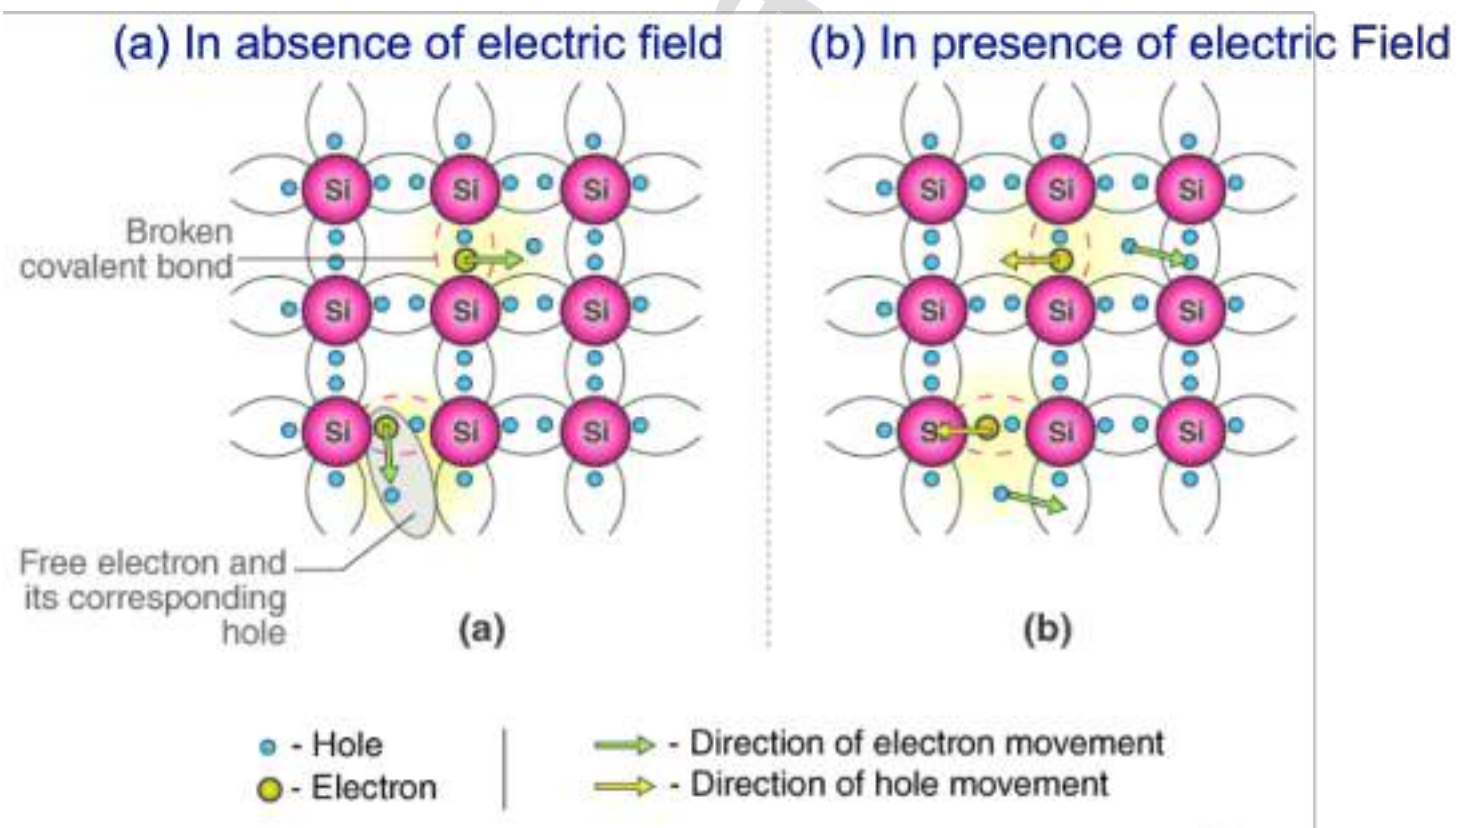 (a) In absence of electric field
(b) In presence of electric Field
Si Si Si
Si Si Si
Broken
covalent bond
Si Si Si
Si Si Si
Si Si Si
Si Si Si
Free electron and
its corresponding
hole
(a)
(b)
- Hole
- Electron
- Direction of electron movement
- Direction of hole movement